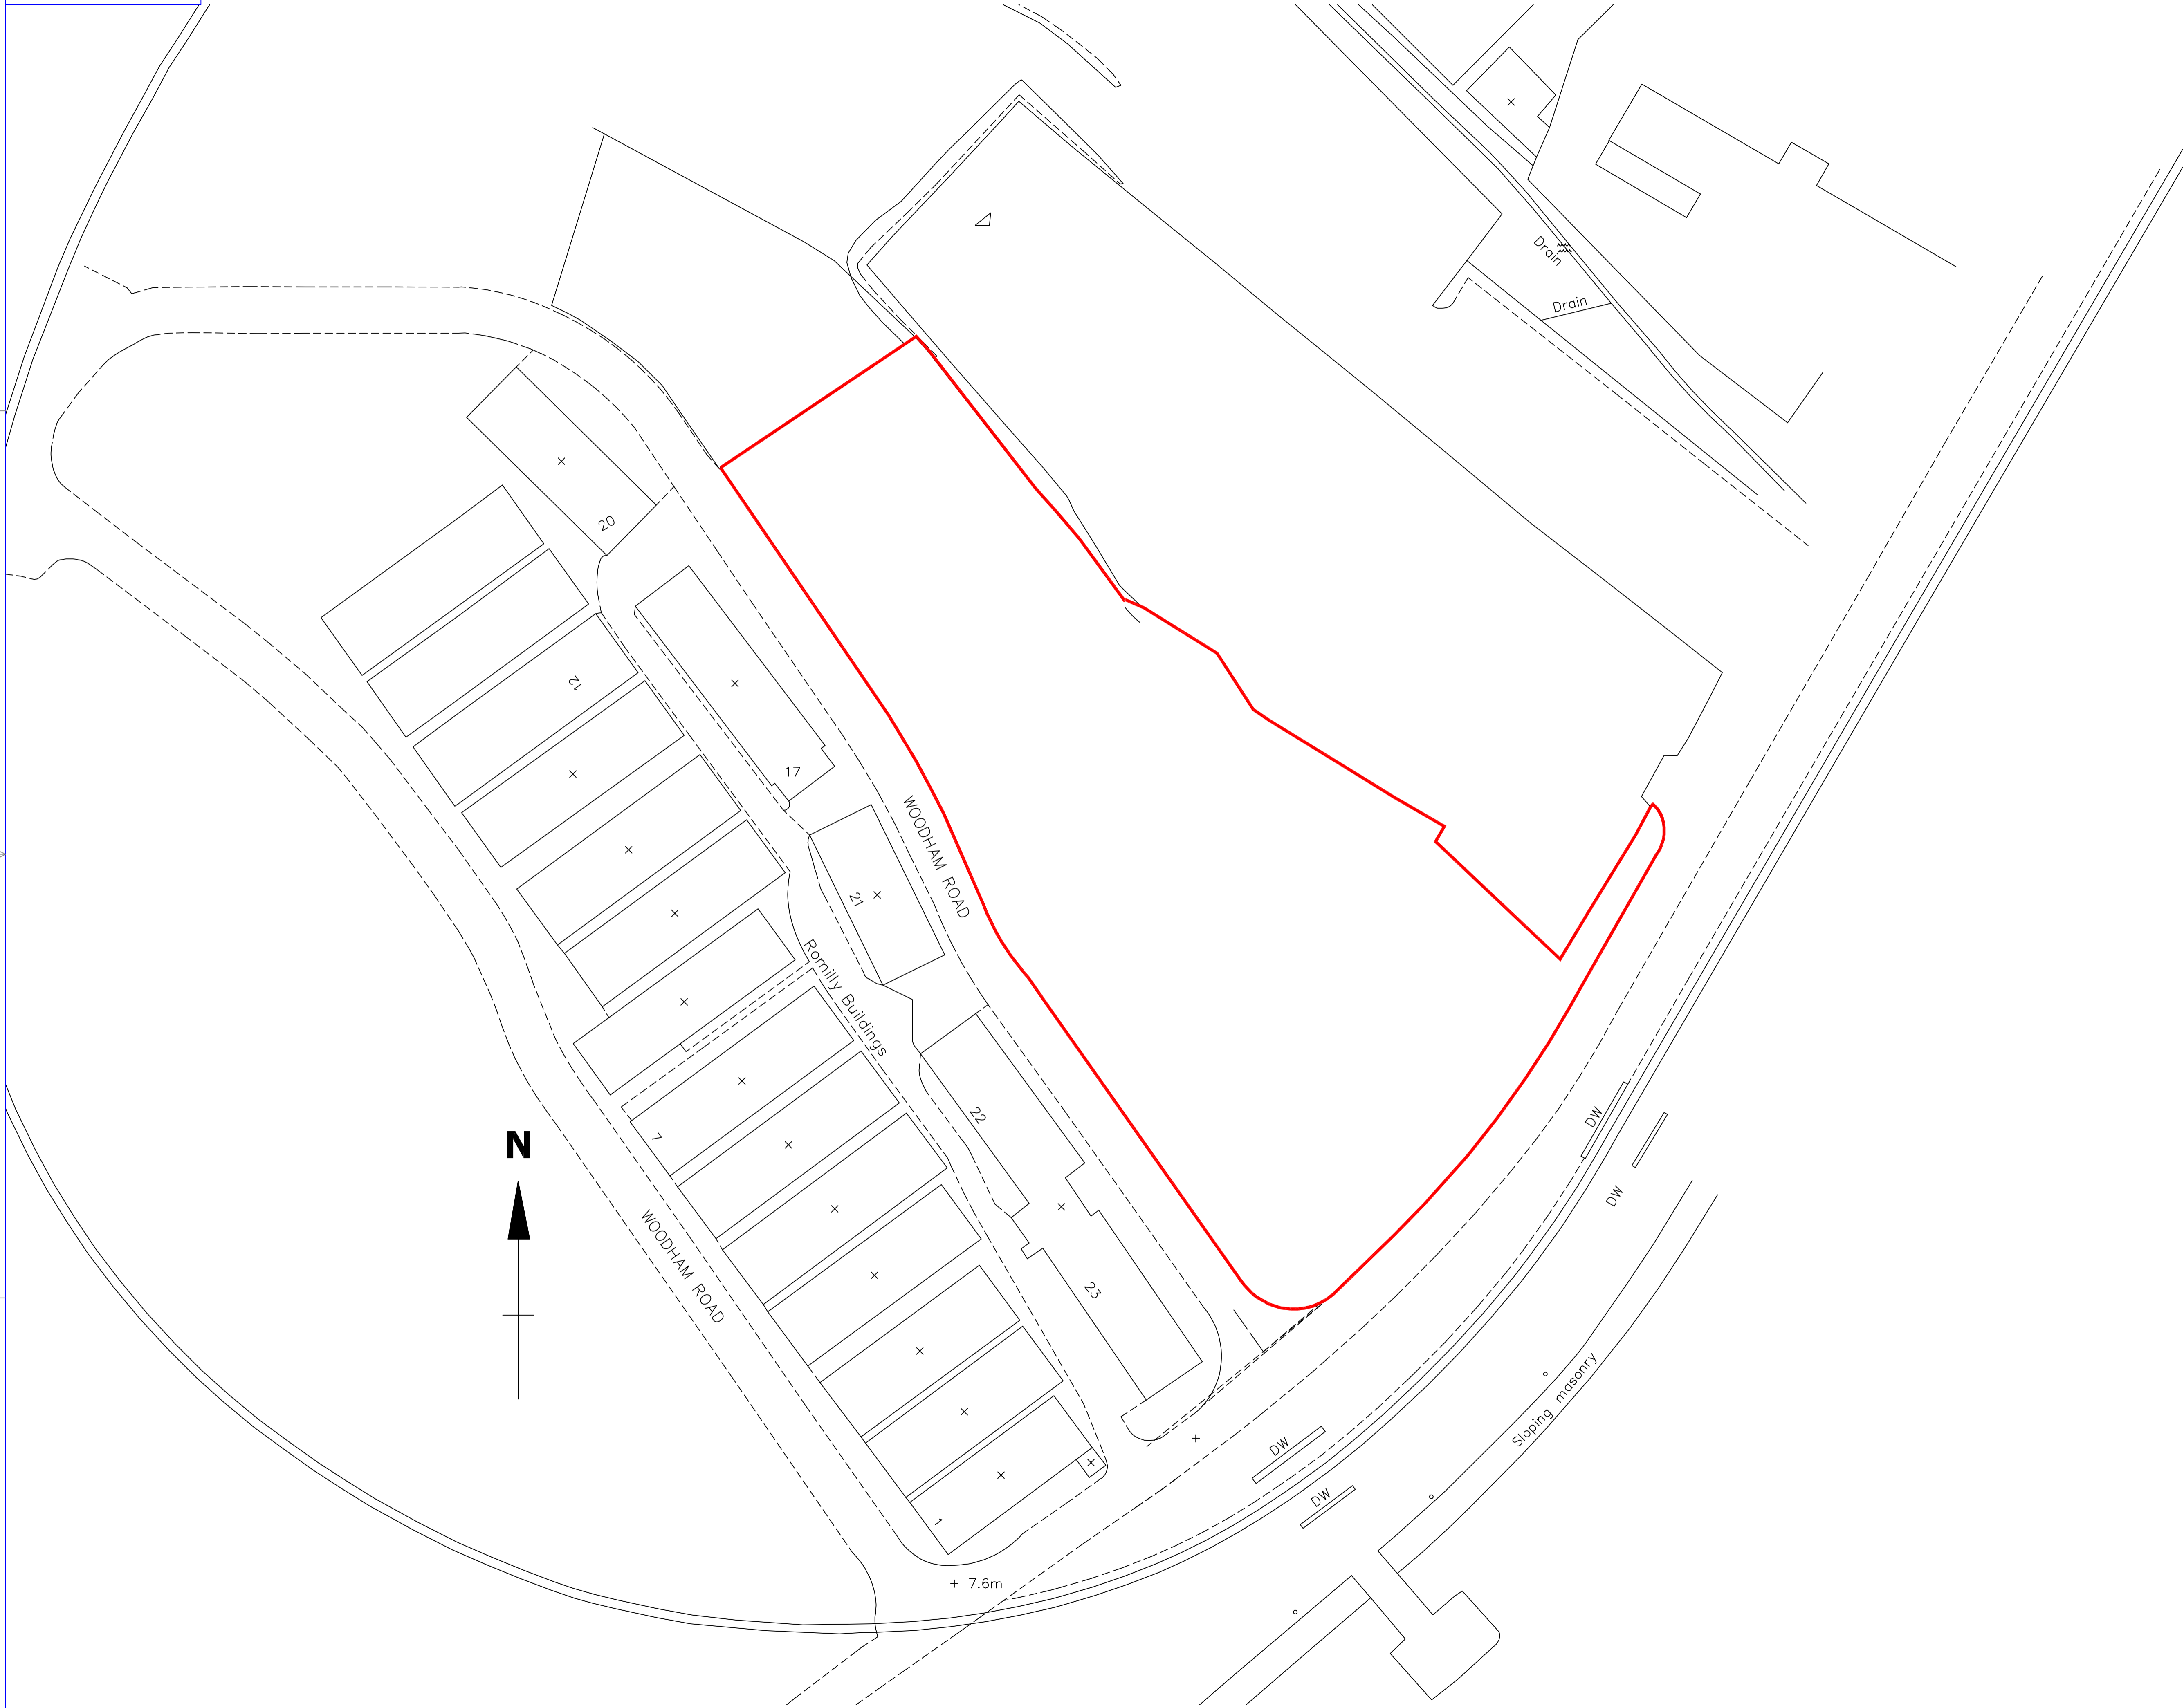 Drain
Drain
20
12
17
WOODHAM ROAD
21
Romilly Buildings
22
7
N
DW
DW
WOODHAM ROAD
23
Sloping masonry
DW
DW
1
+ 7.6m